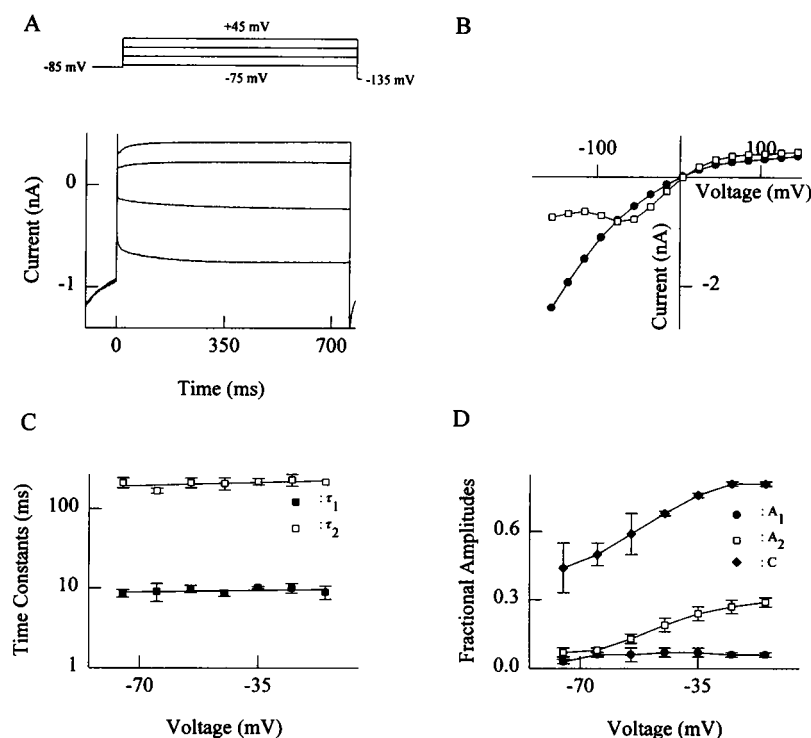 A
+45 mV
-85 mV
-75 mV
-135 mV
Current (nA)
0
-1
0
350
700
Time (ms)
B
-100
100
Voltage (mV)
Current (nA)
-2
C
Time Constants (ms)
100
10
1
: τ1
: τ2
-70
-35
Voltage (mV)
D
Fractional Amplitudes
0.6
0.3
0.0
: A1
: A2
: C
-70
-35
Voltage (mV)